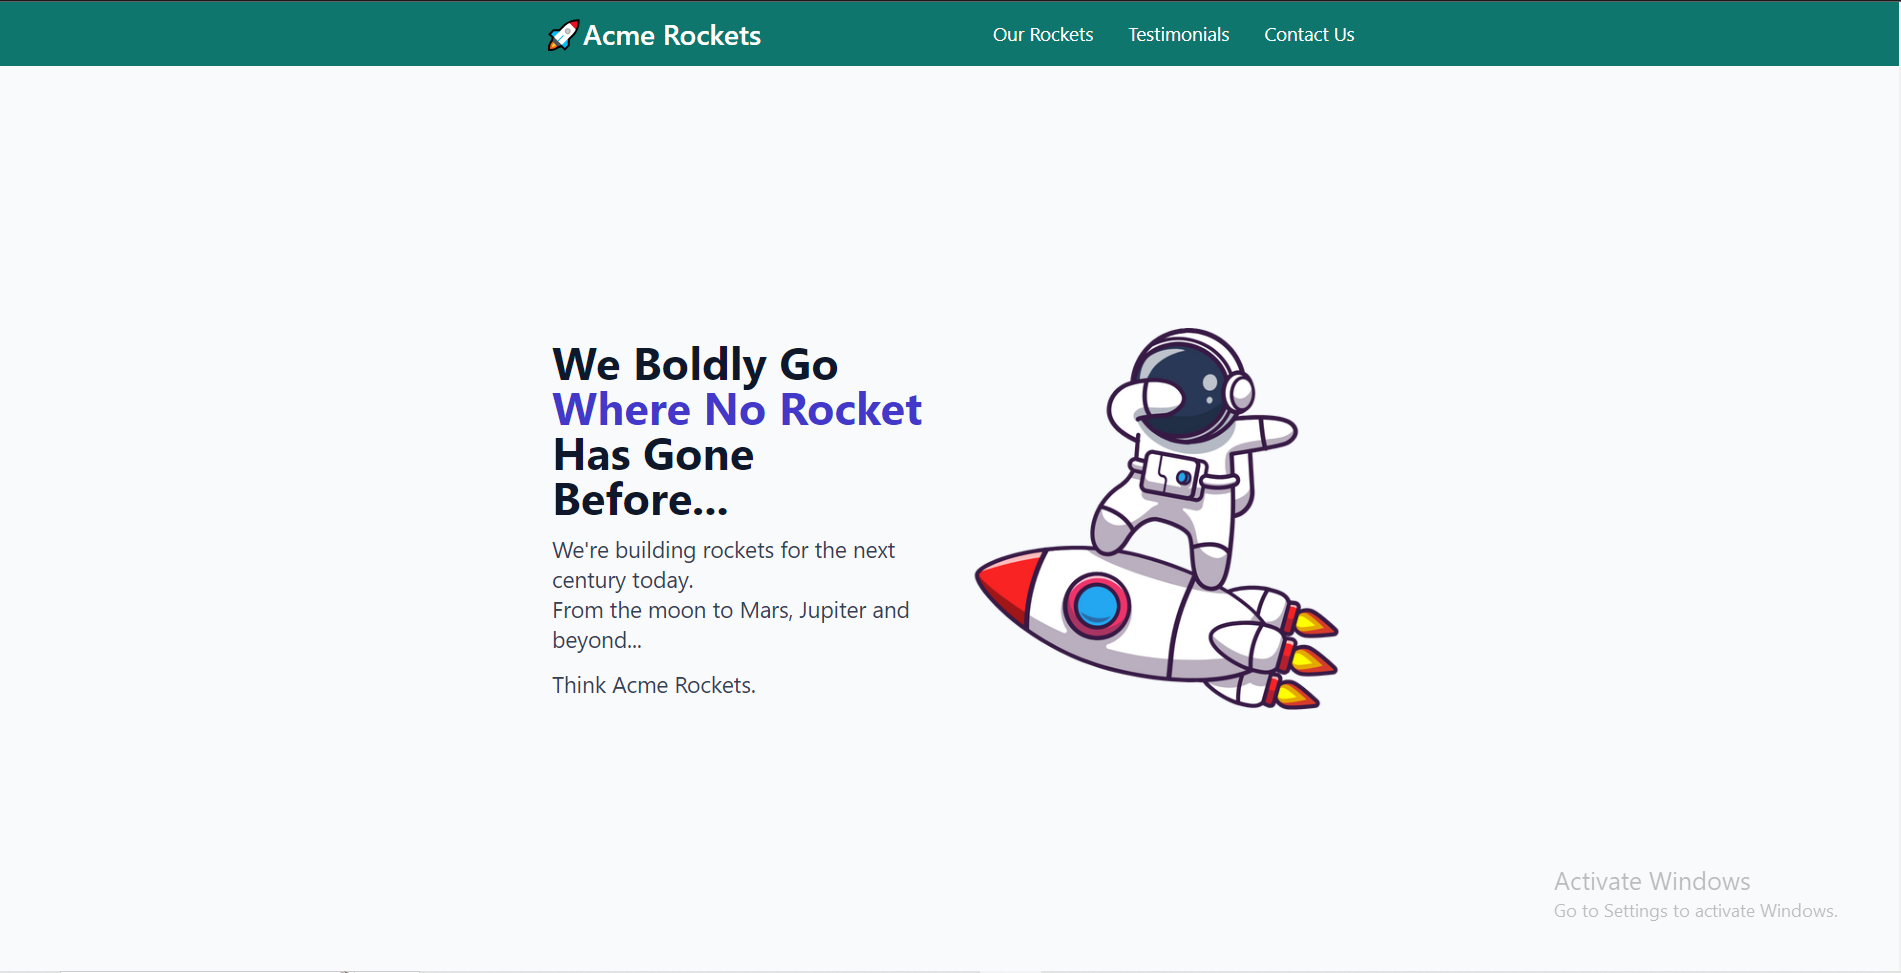 Acme Rockets
Our Rockets
Testimonials
Contact Us
We Boldly Go
Where No Rocket
Has Gone
Before...
We're building rockets for the next
century today.
From the moon to Mars, Jupiter and
beyond...
Think Acme Rockets.
Activate Windows
Go to Settings to activate Windows.